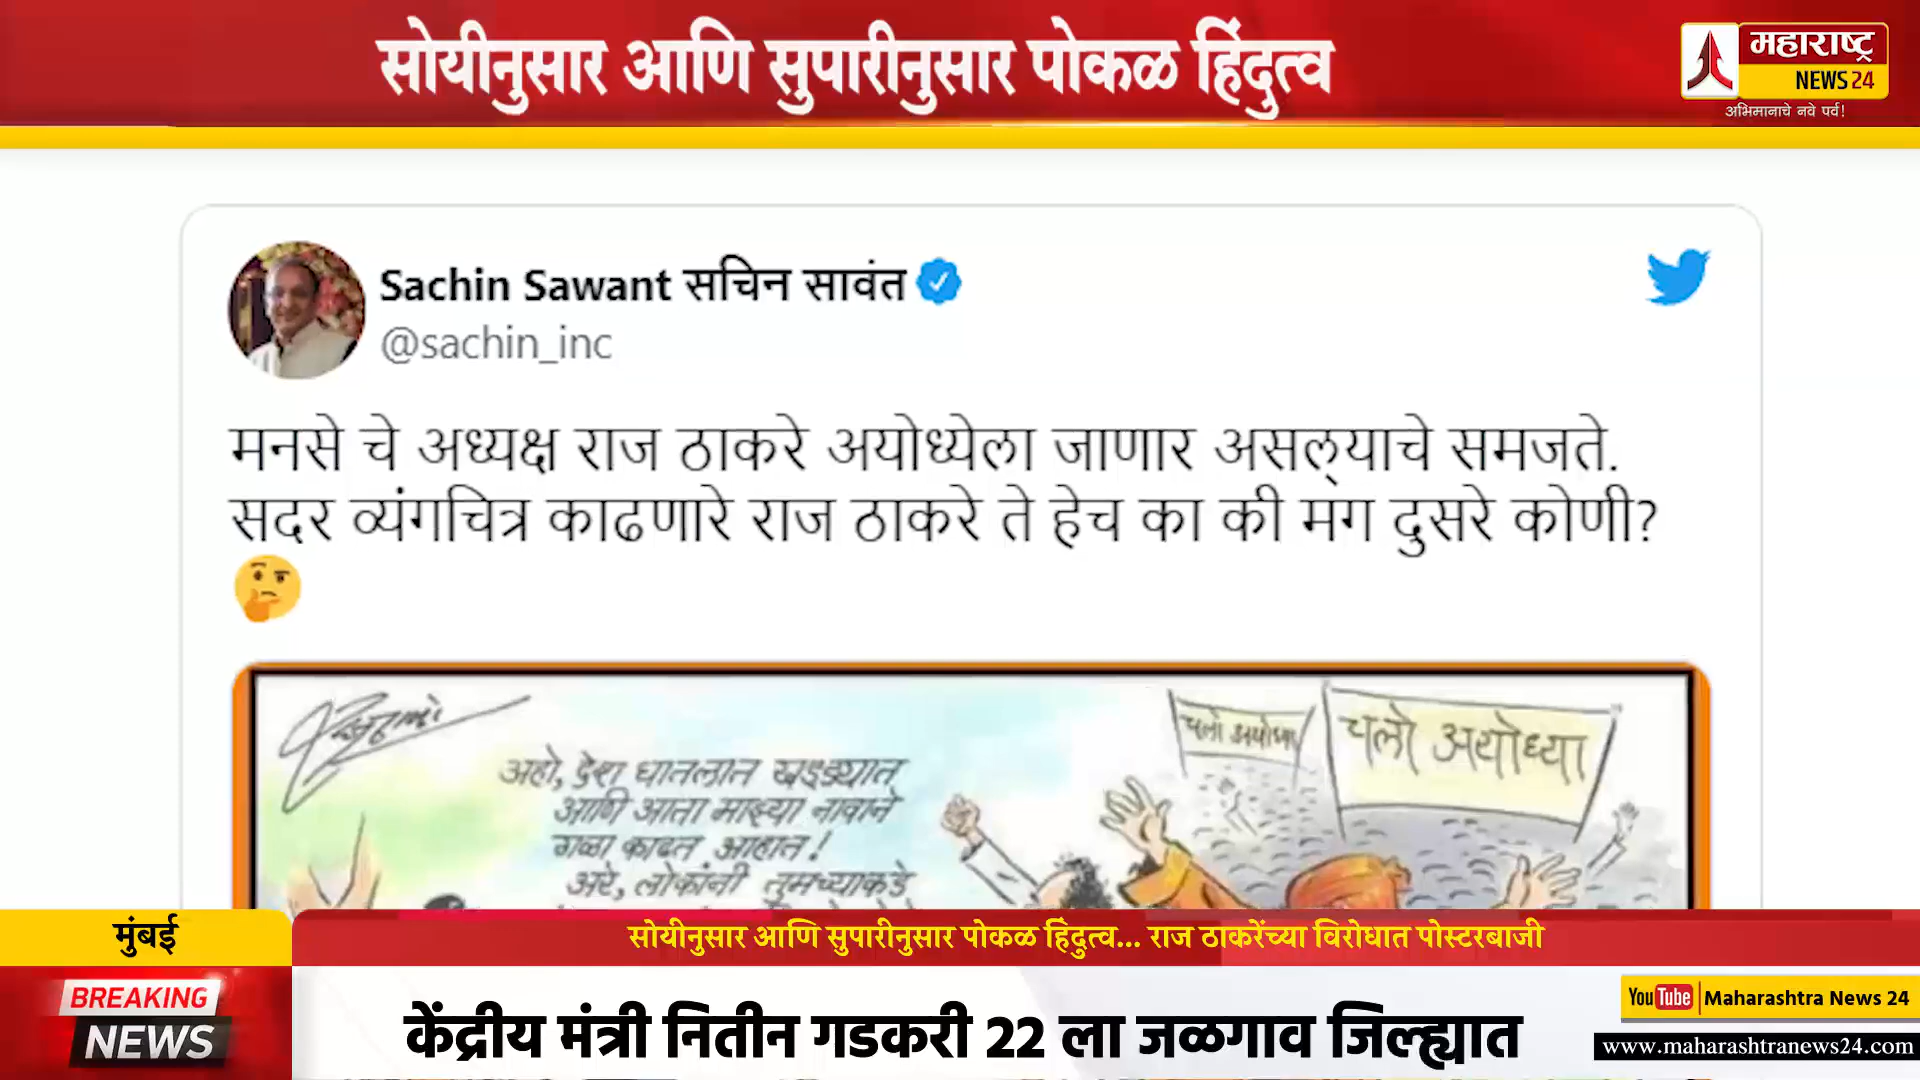 सोयीनुसार आणि सुपारीनुसार पोकळ हिंदुत्व
महाराष्ट्र
NEWS 24
अभिमानाचे नवे पर्व!
Sachin Sawant सचिन सावंत
@sachin_inc
मनसे चे अध्यक्ष राज ठाकरे अयोध्येला जाणार असल्याचे समजते.
सदर व्यंगचित्र काढणारे राज ठाकरे ते हेच का की मग दुसरे कोणी?
🤔
चलो अयोध्या
चलो अयोध्या
अहो, देश घातलात खड्ड्यात
आणि आता माझ्या नावाने
गळा काढत आहात!
अरे, लोकांनी तुमच्याकडे
मुंबई
सोयीनुसार आणि सुपारीनुसार पोकळ हिंदुत्व... राज ठाकरेंच्या विरोधात पोस्टरबाजी
BREAKING
NEWS
केंद्रीय मंत्री नितीन गडकरी 22 ला जळगाव जिल्ह्यात
YouTube Maharashtra News 24
www.maharashtranews24.com